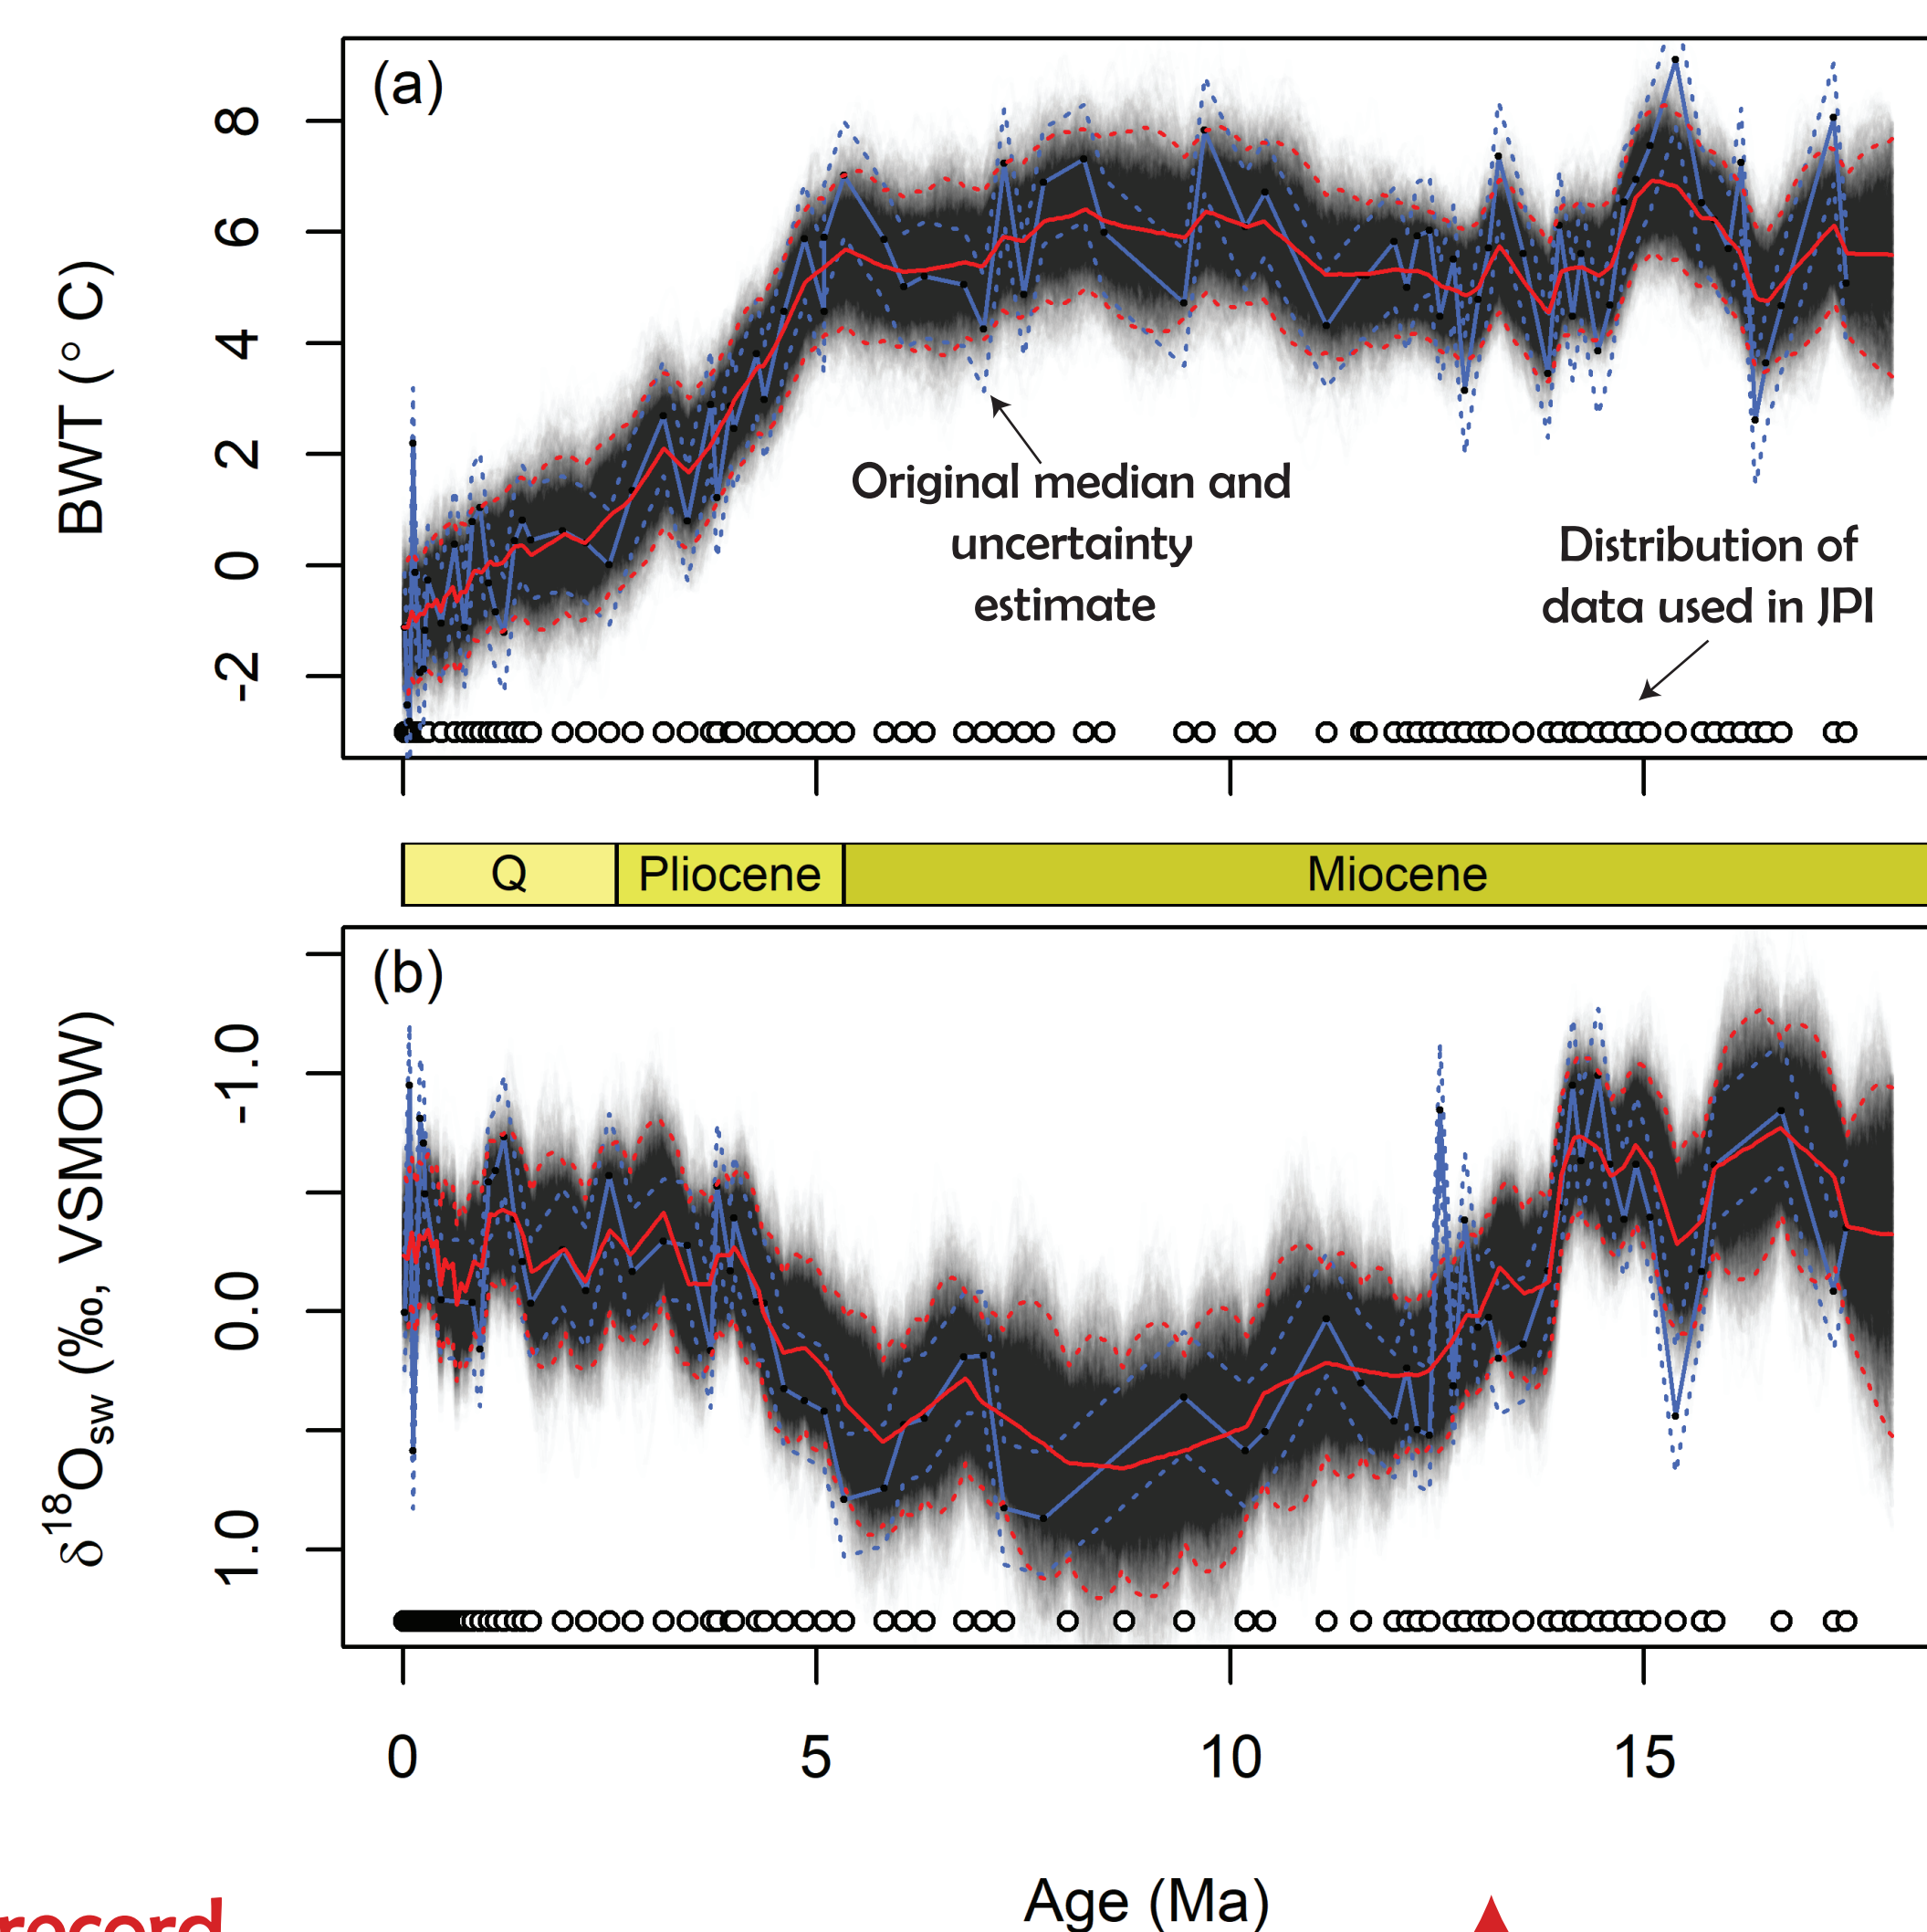 (a)
8
6
4
2
0
-2
BWT (° C)
Original median and
uncertainty
estimate
Distribution of
data used in JPI
Q
Pliocene
Miocene
(b)
-1.0
0.0
1.0
δ18Osw (‰, VSMOW)
0
5
10
15
Age (Ma)
record